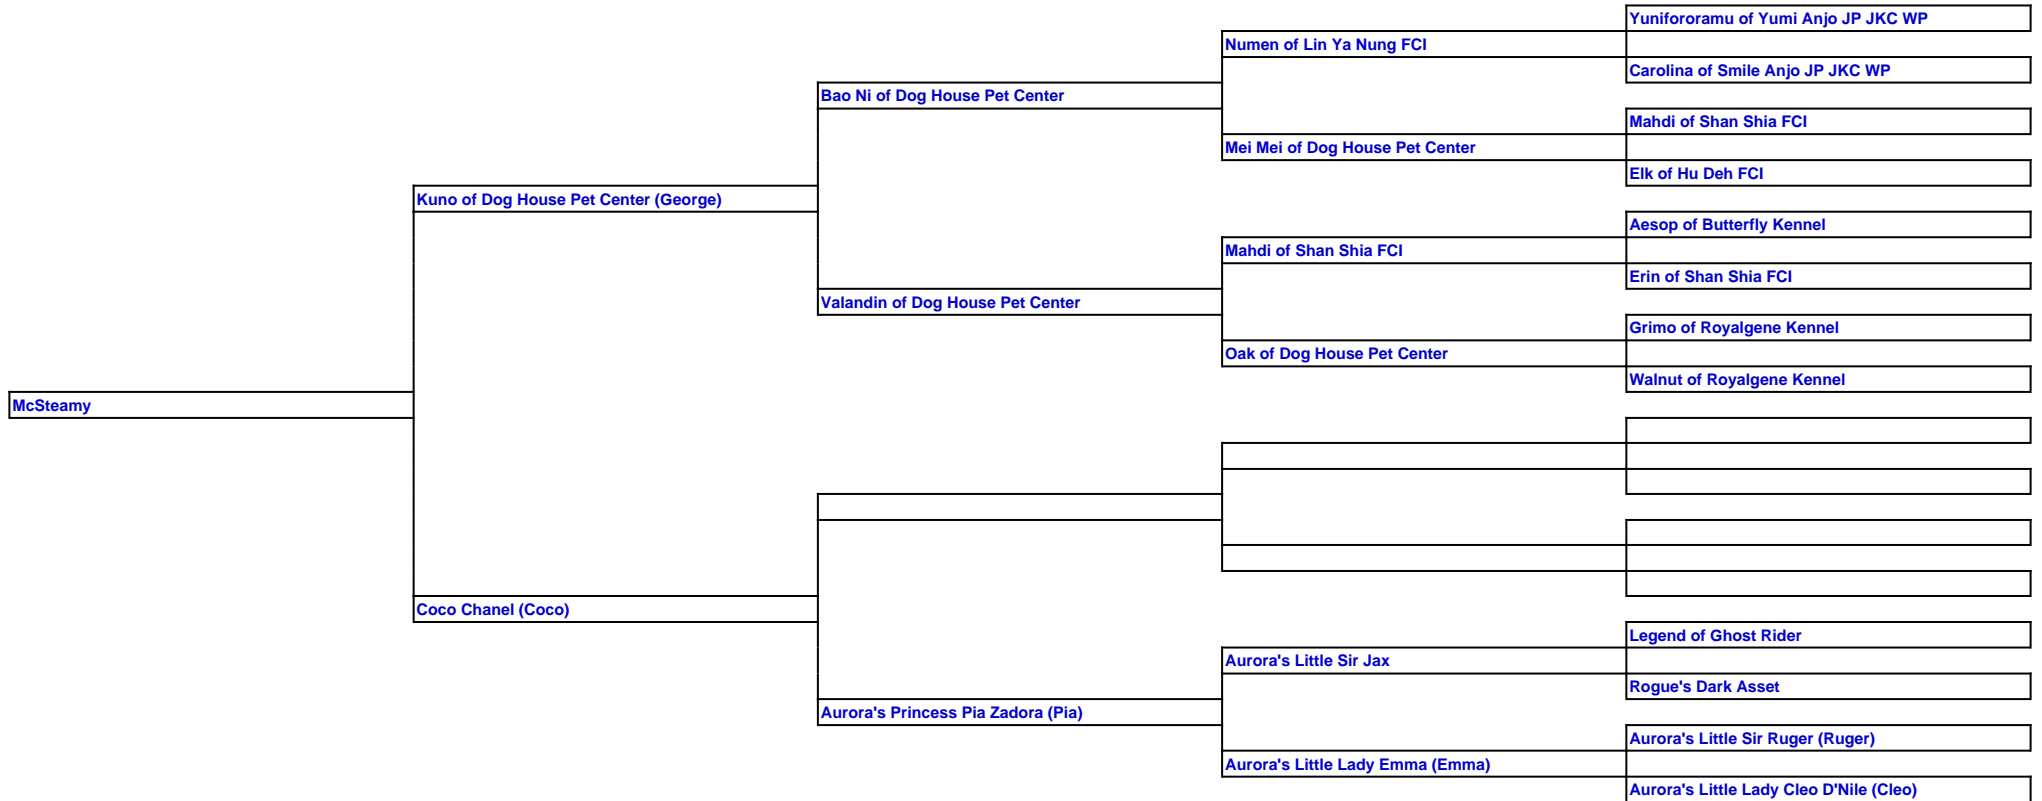 Yunifororamu of Yumi Anjo JP JKC WP
Numen of Lin Ya Nung FCI
Carolina of Smile Anjo JP JKC WP
Bao Ni of Dog House Pet Center
Mahdi of Shan Shia FCI
Mei Mei of Dog House Pet Center
Elk of Hu Deh FCI
Kuno of Dog House Pet Center (George)
Aesop of Butterfly Kennel
Mahdi of Shan Shia FCI
Erin of Shan Shia FCI
Valandin of Dog House Pet Center
Grimo of Royalgene Kennel
Oak of Dog House Pet Center
Walnut of Royalgene Kennel
McSteamy
Coco Chanel (Coco)
Legend of Ghost Rider
Aurora's Little Sir Jax
Rogue's Dark Asset
Aurora's Princess Pia Zadora (Pia)
Aurora's Little Sir Ruger (Ruger)
Aurora's Little Lady Emma (Emma)
Aurora's Little Lady Cleo D'Nile (Cleo)